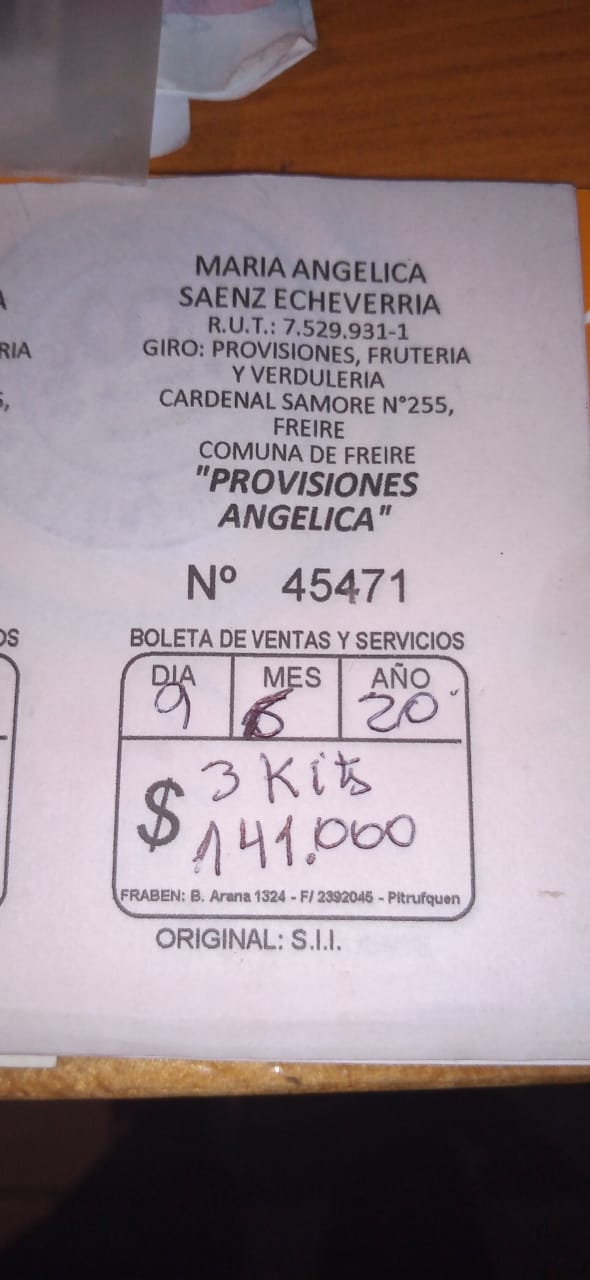 MARIA ANGELICA
SAENZ ECHEVERRIA
R.U.T.: 7.529.931-1
GIRO: PROVISIONES, FRUTERIA
Y VERDULERIA
CARDENAL SAMORE N°255,
FREIRE
COMUNA DE FREIRE
"PROVISIONES
ANGELICA"
Nº 45471
BOLETA DE VENTAS Y SERVICIOS
DIA MES AÑO
9 6 20
3 Kits
$ 141.000
FRABEN: B. Arana 1324 - F/ 2392045 - Pitrufquen
ORIGINAL: S.I.I.